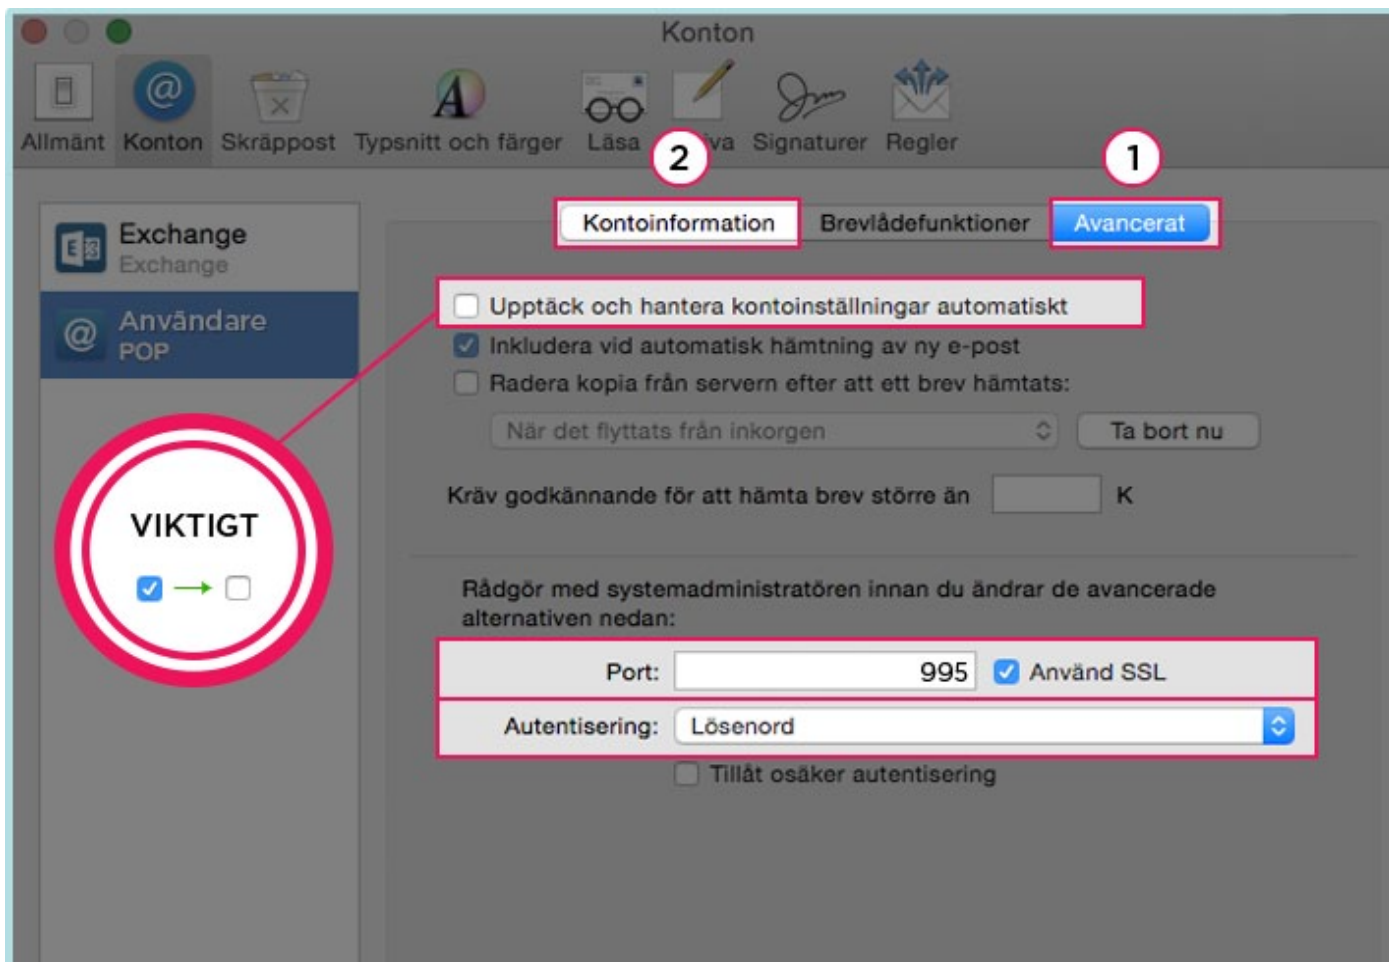 Konton
Allmänt Konton Skräppost Typsnitt och färger Läsa va Signaturer Regler
2
1
Kontoinformation Brevlådefunktioner Avancerat
Exchange
Exchange
Användare
POP
Upptäck och hantera kontoinställningar automatiskt
Inkludera vid automatisk hämtning av ny e-post
Radera kopia från servern efter att ett brev hämtats:
När det flyttats från inkorgen Ta bort nu
Kräv godkännande för att hämta brev större än K
VIKTIGT
Rådgör med systemadministratören innan du ändrar de avancerade
alternativen nedan:
Port: 995 Använd SSL
Autentisering: Lösenord
Tillåt osäker autentisering